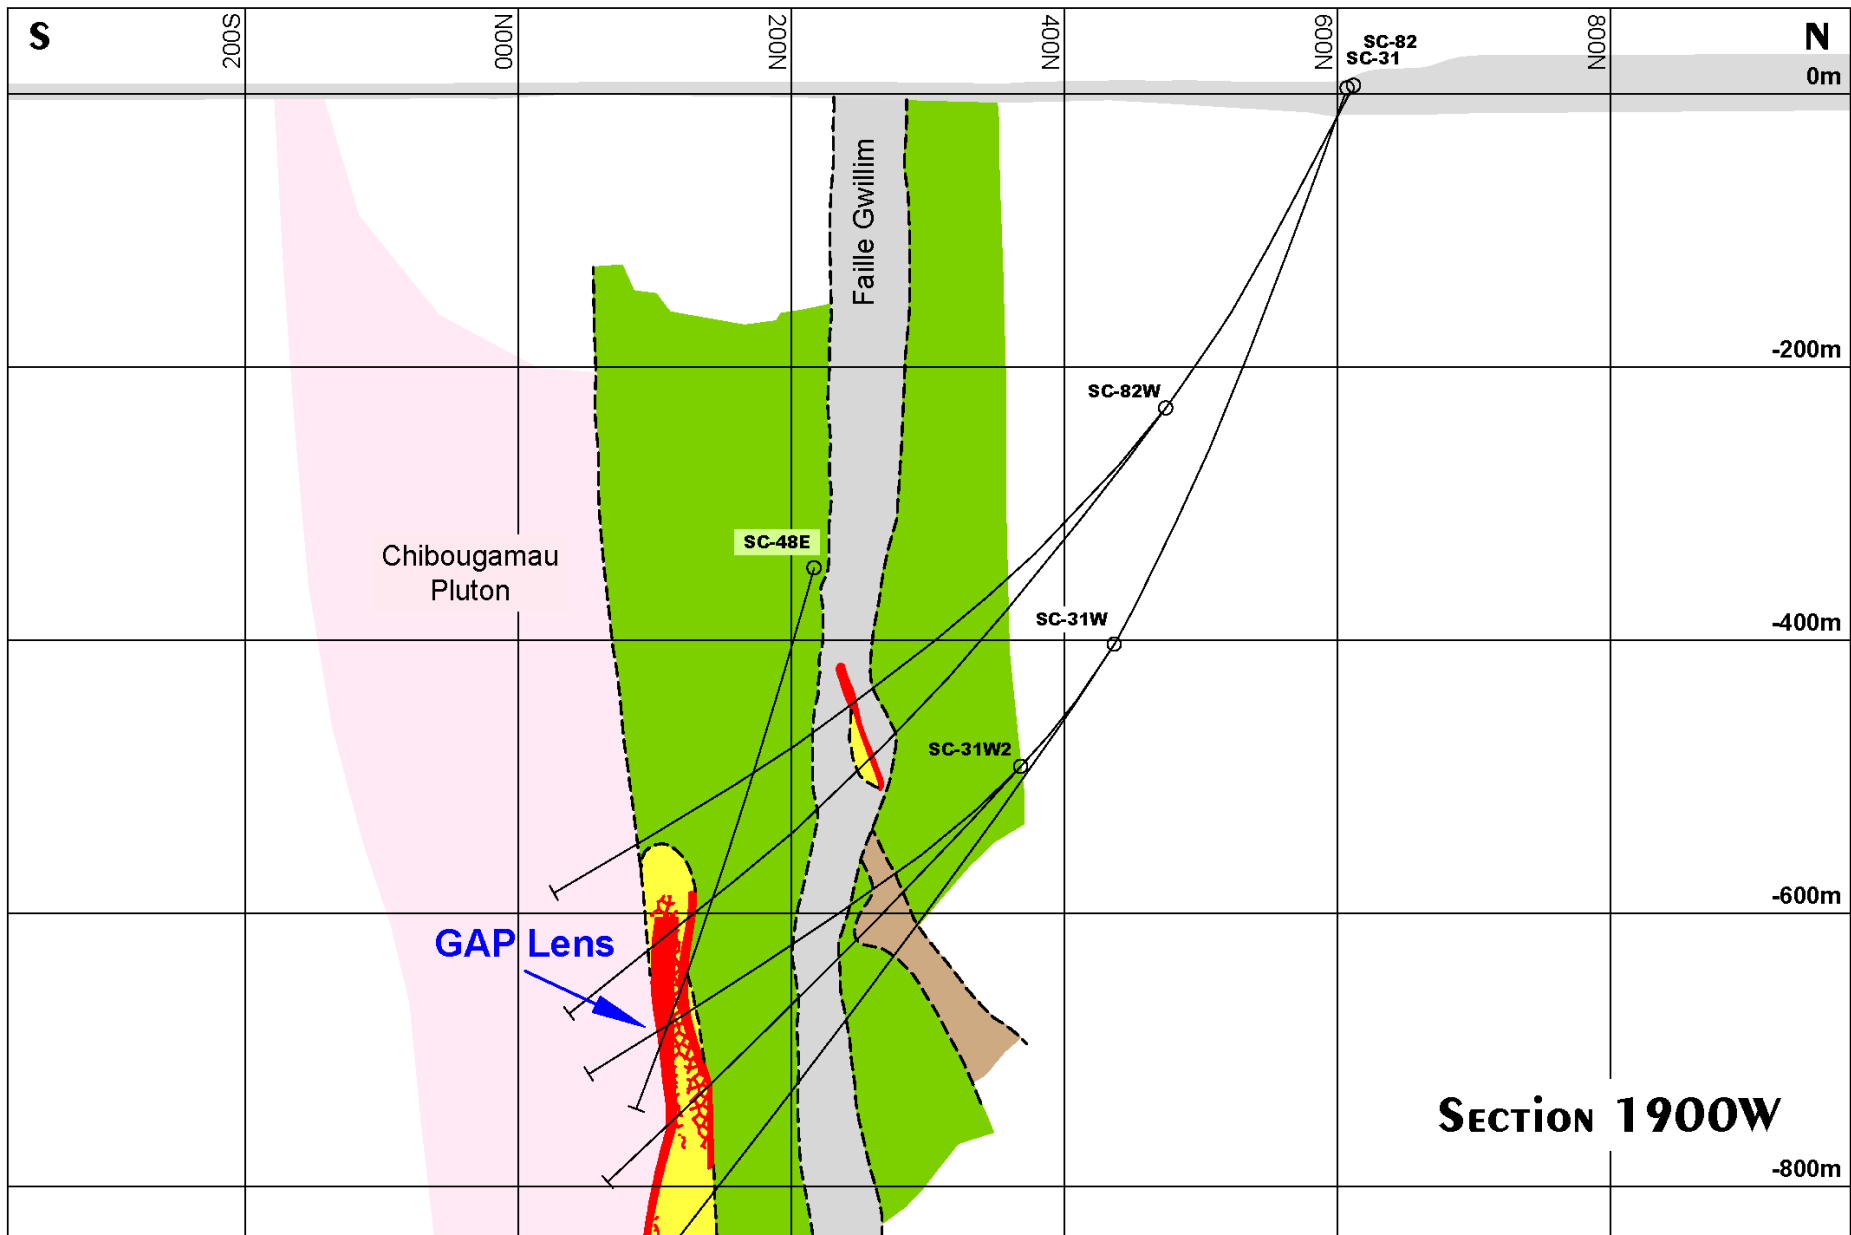 S
200S
000N
200N
400N
600N
800N
N
SC-82
SC-31
0m
Faille Gwillim
-200m
SC-82W
SC-48E
Chibougamau
Pluton
SC-31W
-400m
SC-31W2
-600m
GAP Lens
SECTiON 1900W
-800m